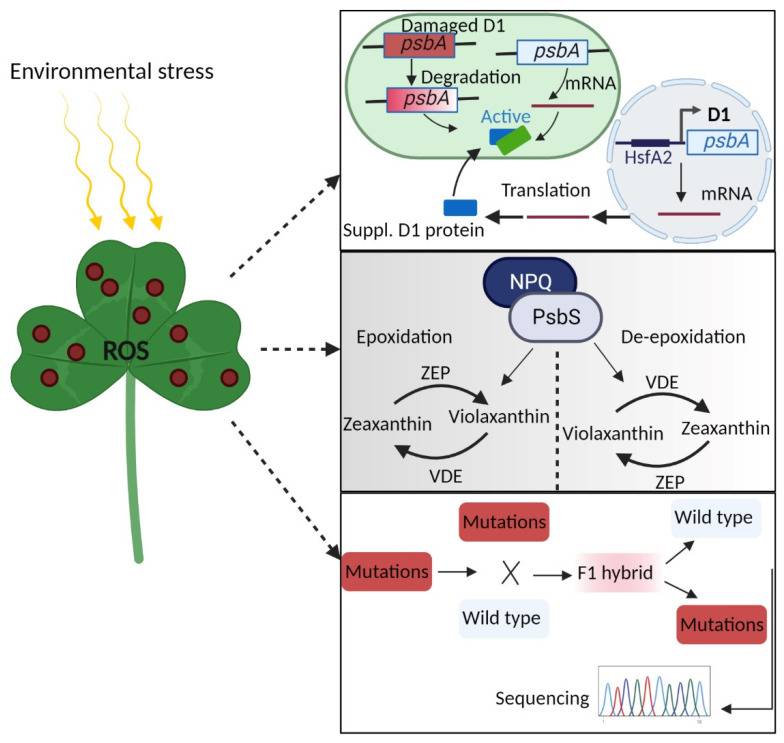 Environmental stress
ROS
Damaged D1
psbA
psbA
Degradation
mRNA
psbA
Active
D1
HsfA2
psbA
mRNA
Translation
Suppl. D1 protein
NPQ
PsbS
Epoxidation
De-epoxidation
ZEP
Zeaxanthin
Violaxanthin
VDE
VDE
Violaxanthin
Zeaxanthin
ZEP
Mutations
Mutations
X
Wild type
F1 hybrid
Wild type
Mutations
Sequencing